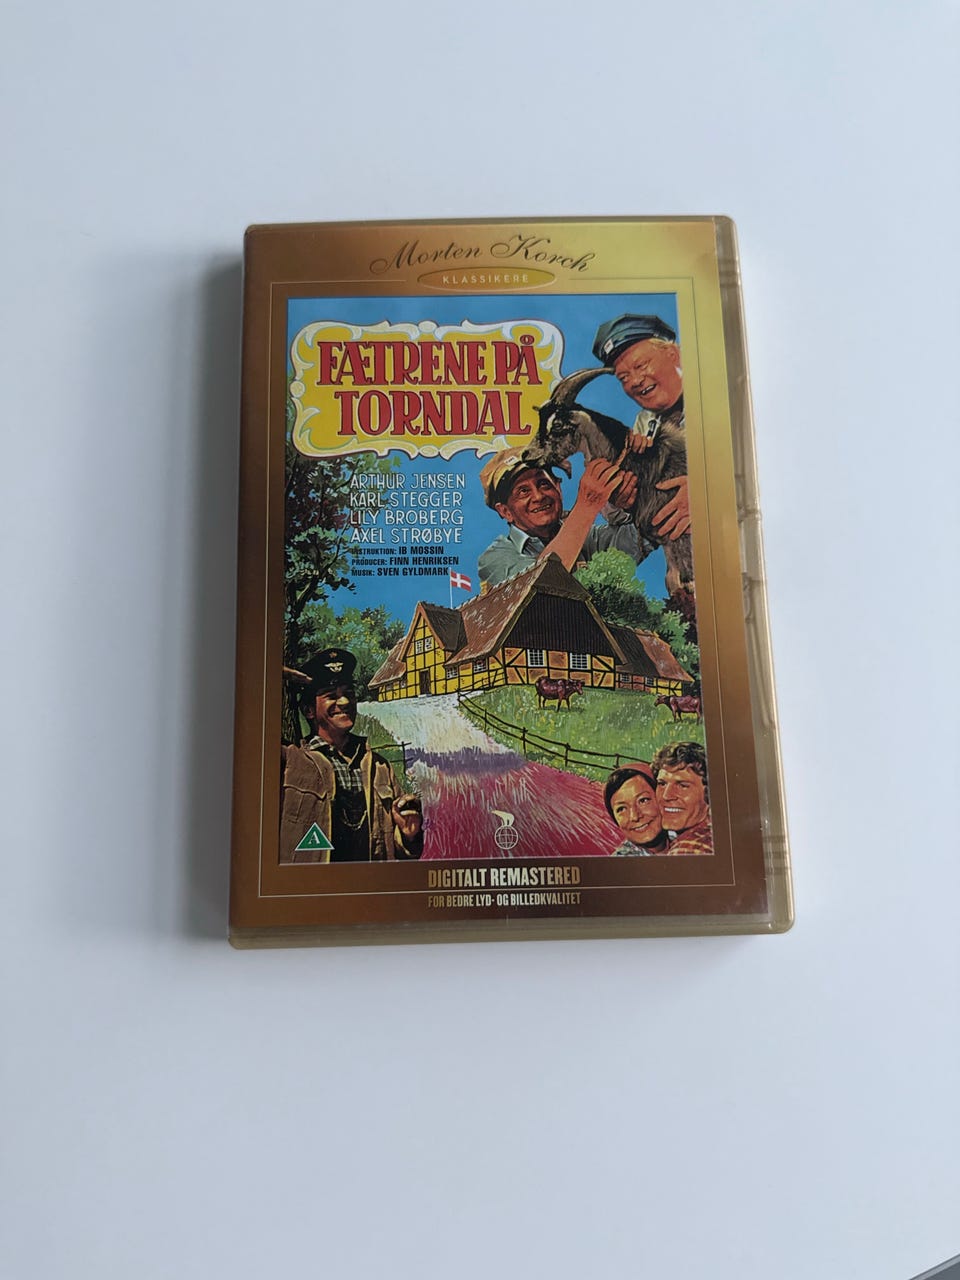 Morten Korch
KLASSIKERE
FÆTRENE PÅ
TORNDAL
ARTHUR JENSEN
KARL STEGGER
LILY BROBERG
AXEL STRØBYE
INSTRUKTION: IB MOSSIN
PRODUCER: FINN HENRIKSEN
MUSIK: SVEN GYLDMARK
A
DIGITALT REMASTERED
FOR BEDRE LYD- OG BILLEDKVALITET